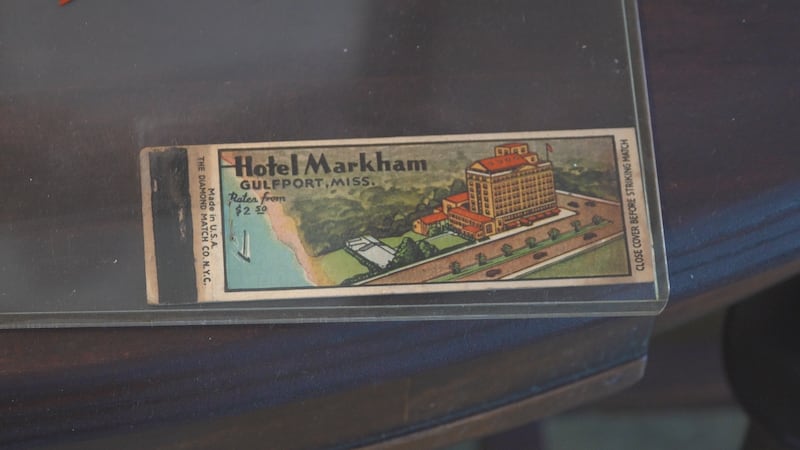 Hotel Markham
GULFPORT, MISS.
Rates from
$2 50
Made in U.S.A.
THE DIAMOND MATCH CO. N.Y.C.
CLOSE COVER BEFORE STRIKING MATCH